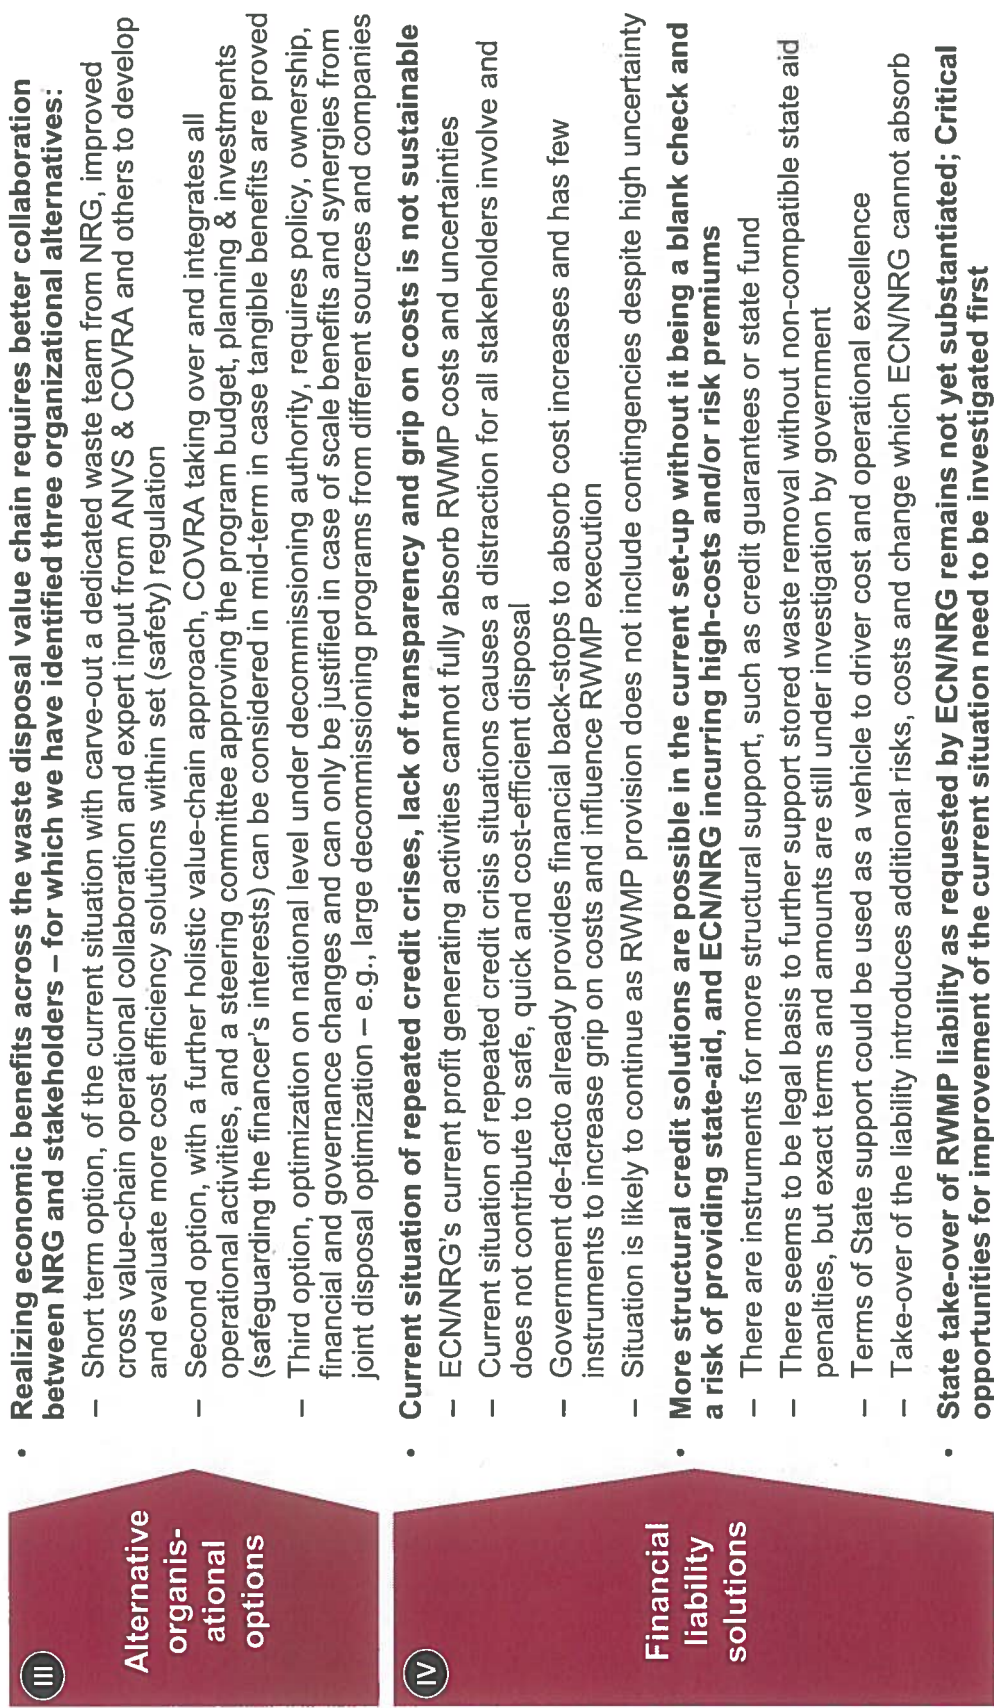 III
Alternative
organis-
ational
options
• Realizing economic benefits across the waste disposal value chain requires better collaboration
between NRG and stakeholders – for which we have identified three organizational alternatives:
– Short term option, of the current situation with carve-out a dedicated waste team from NRG, improved
cross value-chain operational collaboration and expert input from ANVS & COVRA and others to develop
and evaluate more cost efficiency solutions within set (safety) regulation
– Second option, with a further holistic value-chain approach, COVRA taking over and integrates all
operational activities, and a steering committee approving the program budget, planning & investments
(safeguarding the financer's interests) can be considered in mid-term in case tangible benefits are proved
– Third option, optimization on national level under decommissioning authority, requires policy, ownership,
financial and governance changes and can only be justified in case of scale benefits and synergies from
joint disposal optimization – e.g., large decommissioning programs from different sources and companies
IV
Financial
liability
solutions
• Current situation of repeated credit crises, lack of transparency and grip on costs is not sustainable
– ECN/NRG's current profit generating activities cannot fully absorb RWMP costs and uncertainties
– Current situation of repeated credit crisis situations causes a distraction for all stakeholders involve and
does not contribute to safe, quick and cost-efficient disposal
– Government de-facto already provides financial back-stops to absorb cost increases and has few
instruments to increase grip on costs and influence RWMP execution
– Situation is likely to continue as RWMP provision does not include contingencies despite high uncertainty
• More structural credit solutions are possible in the current set-up without it being a blank check and
a risk of providing state-aid, and ECN/NRG incurring high-costs and/or risk premiums
– There are instruments for more structural support, such as credit guarantees or state fund
– There seems to be legal basis to further support stored waste removal without non-compatible state aid
penalties, but exact terms and amounts are still under investigation by government
– Terms of State support could be used as a vehicle to driver cost and operational excellence
– Take-over of the liability introduces additional risks, costs and change which ECN/NRG cannot absorb
• State take-over of RWMP liability as requested by ECN/NRG remains not yet substantiated; Critical
opportunities for improvement of the current situation need to be investigated first